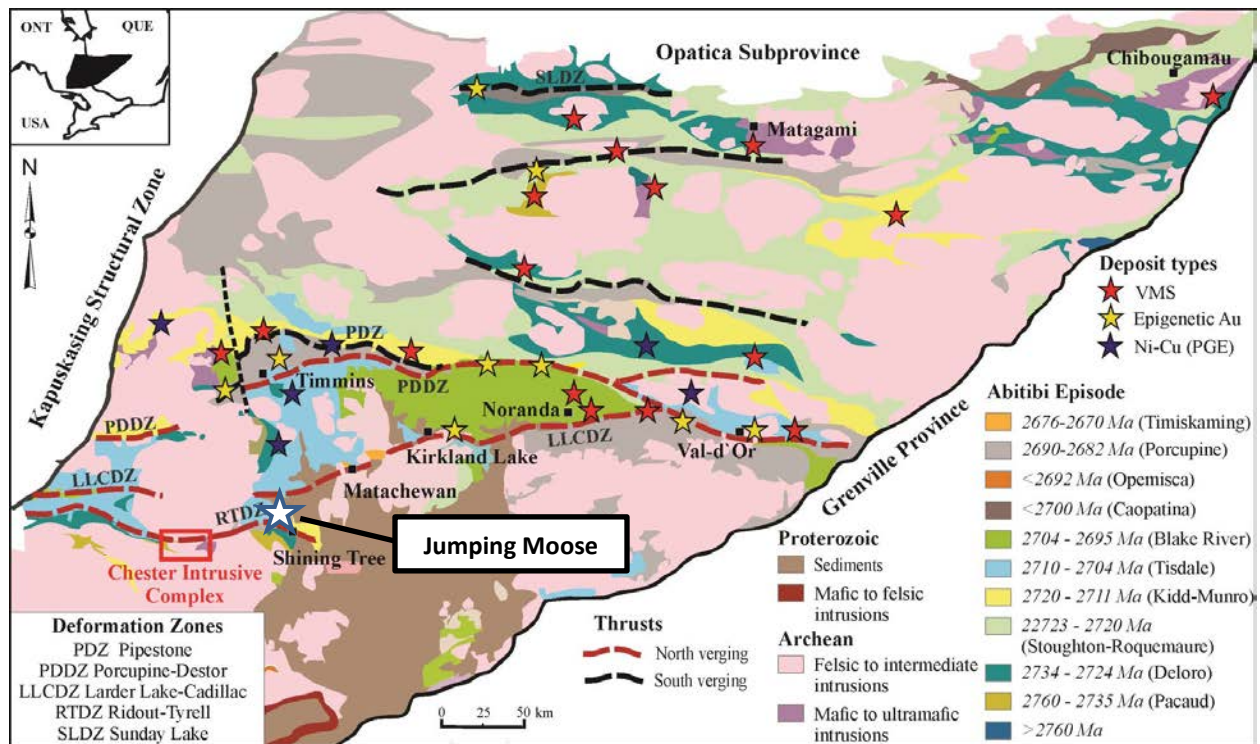 ONT
QUE
USA
N
Opatica Subprovince
Chibougamau
SLDZ
Matagami
Kapuskasing Structural Zone
PDZ
PDDZ
Timmins
Noranda
LLCDZ
Val-d`Or
Kirkland Lake
PDDZ
LLCDZ
Matachewan
RTDZ
Shining Tree
Jumping Moose
Chester Intrusive
Complex
Grenville Province
Deformation Zones
PDZ Pipestone
PDDZ Porcupine-Destor
LLCDZ Larder Lake-Cadillac
RTDZ Ridout-Tyrell
SLDZ Sunday Lake
Thrusts
North verging
South verging
0 25 50 km
Proterozoic
Sediments
Mafic to felsic
intrusions
Archean
Felsic to intermediate
intrusions
Mafic to ultramafic
intrusions
Deposit types
VMS
Epigenetic Au
Ni-Cu (PGE)
Abitibi Episode
2676-2670 Ma (Timiskaming)
2690-2682 Ma (Porcupine)
<2692 Ma (Opemisca)
<2700 Ma (Caopatina)
2704 - 2695 Ma (Blake River)
2710 - 2704 Ma (Tisdale)
2720 - 2711 Ma (Kidd-Munro)
22723 - 2720 Ma
(Stoughton-Roquemaure)
2734 - 2724 Ma (Deloro)
2760 - 2735 Ma (Pacaud)
>2760 Ma